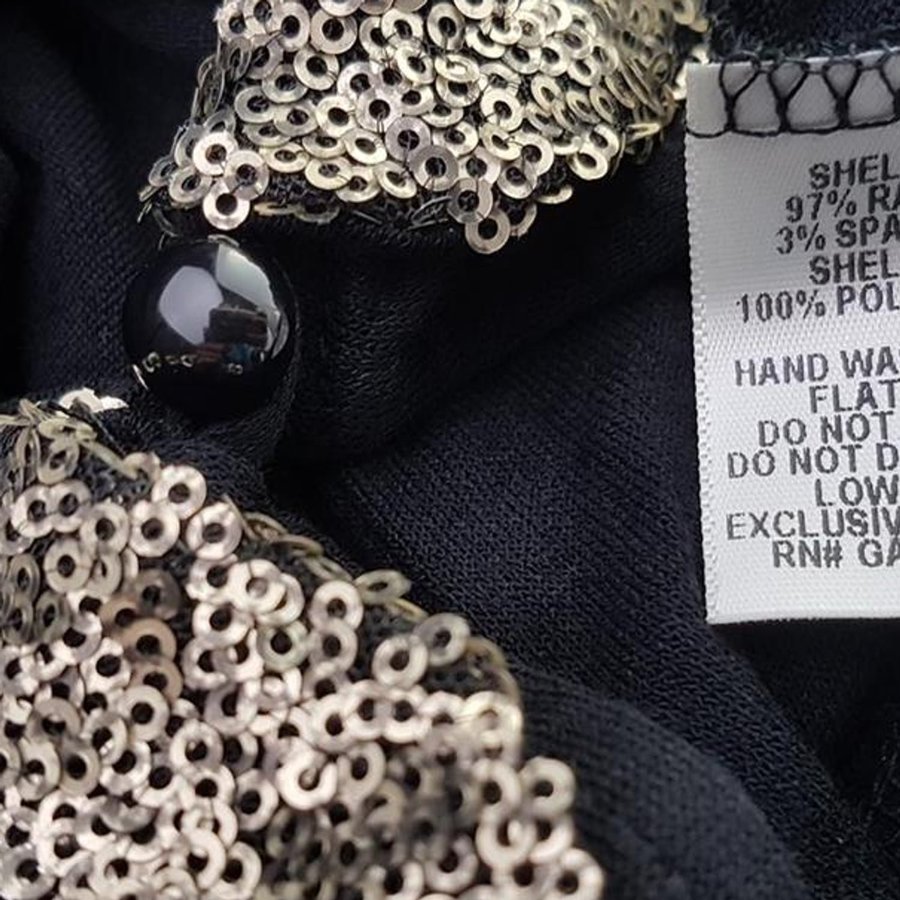 SHEL
97% RA
3% SPA
SHEL
100% POL
HAND WA
FLAT
DO NOT
DO NOT D
LOW
EXCLUSIV
RN# GA